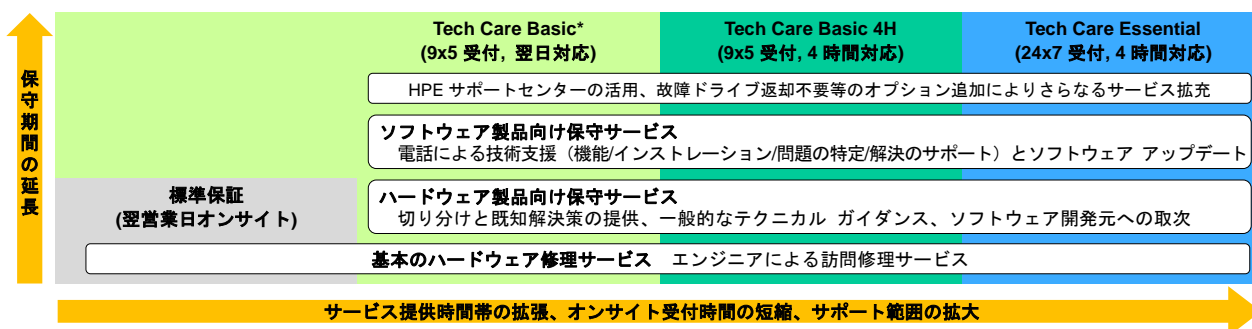 Tech Care Basic*
(9x5 受付, 翌日対応)
Tech Care Basic 4H
(9x5 受付, 4 時間対応)
Tech Care Essential
(24x7 受付, 4 時間対応)
保守期間の延長
HPE サポートセンターの活用、故障ドライブ返却不要等のオプション追加によりさらなるサービス拡充
ソフトウェア製品向け保守サービス
電話による技術支援（機能/インストレーション/問題の特定/解決のサポート）とソフトウェア アップデート
標準保証
(翌営業日オンサイト)
ハードウェア製品向け保守サービス
切り分けと既知解決策の提供、一般的なテクニカル ガイダンス、ソフトウェア開発元への取次
基本のハードウェア修理サービス エンジニアによる訪問修理サービス
サービス提供時間帯の拡張、オンサイト受付時間の短縮、サポート範囲の拡大